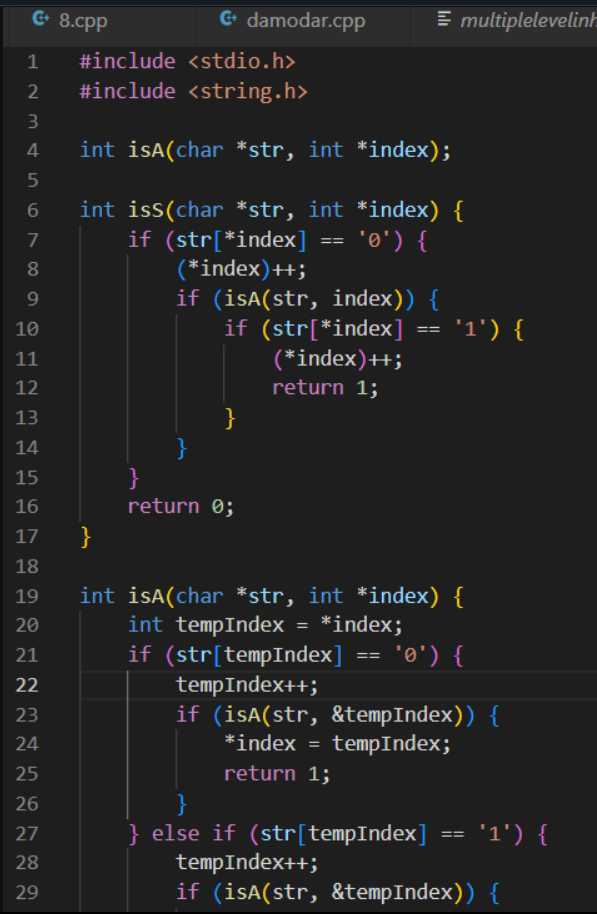 8.cpp damodar.cpp multiplelevelinh
1 #include <stdio.h>
2 #include <string.h>
3
4 int isA(char *str, int *index);
5
6 int isS(char *str, int *index) {
7     if (str[*index] == '0') {
8         (*index)++;
9         if (isA(str, index)) {
10             if (str[*index] == '1') {
11                 (*index)++;
12                 return 1;
13             }
14         }
15     }
16     return 0;
17 }
18
19 int isA(char *str, int *index) {
20     int tempIndex = *index;
21     if (str[tempIndex] == '0') {
22         tempIndex++;
23         if (isA(str, &tempIndex)) {
24             *index = tempIndex;
25             return 1;
26         }
27     } else if (str[tempIndex] == '1') {
28         tempIndex++;
29         if (isA(str, &tempIndex)) {